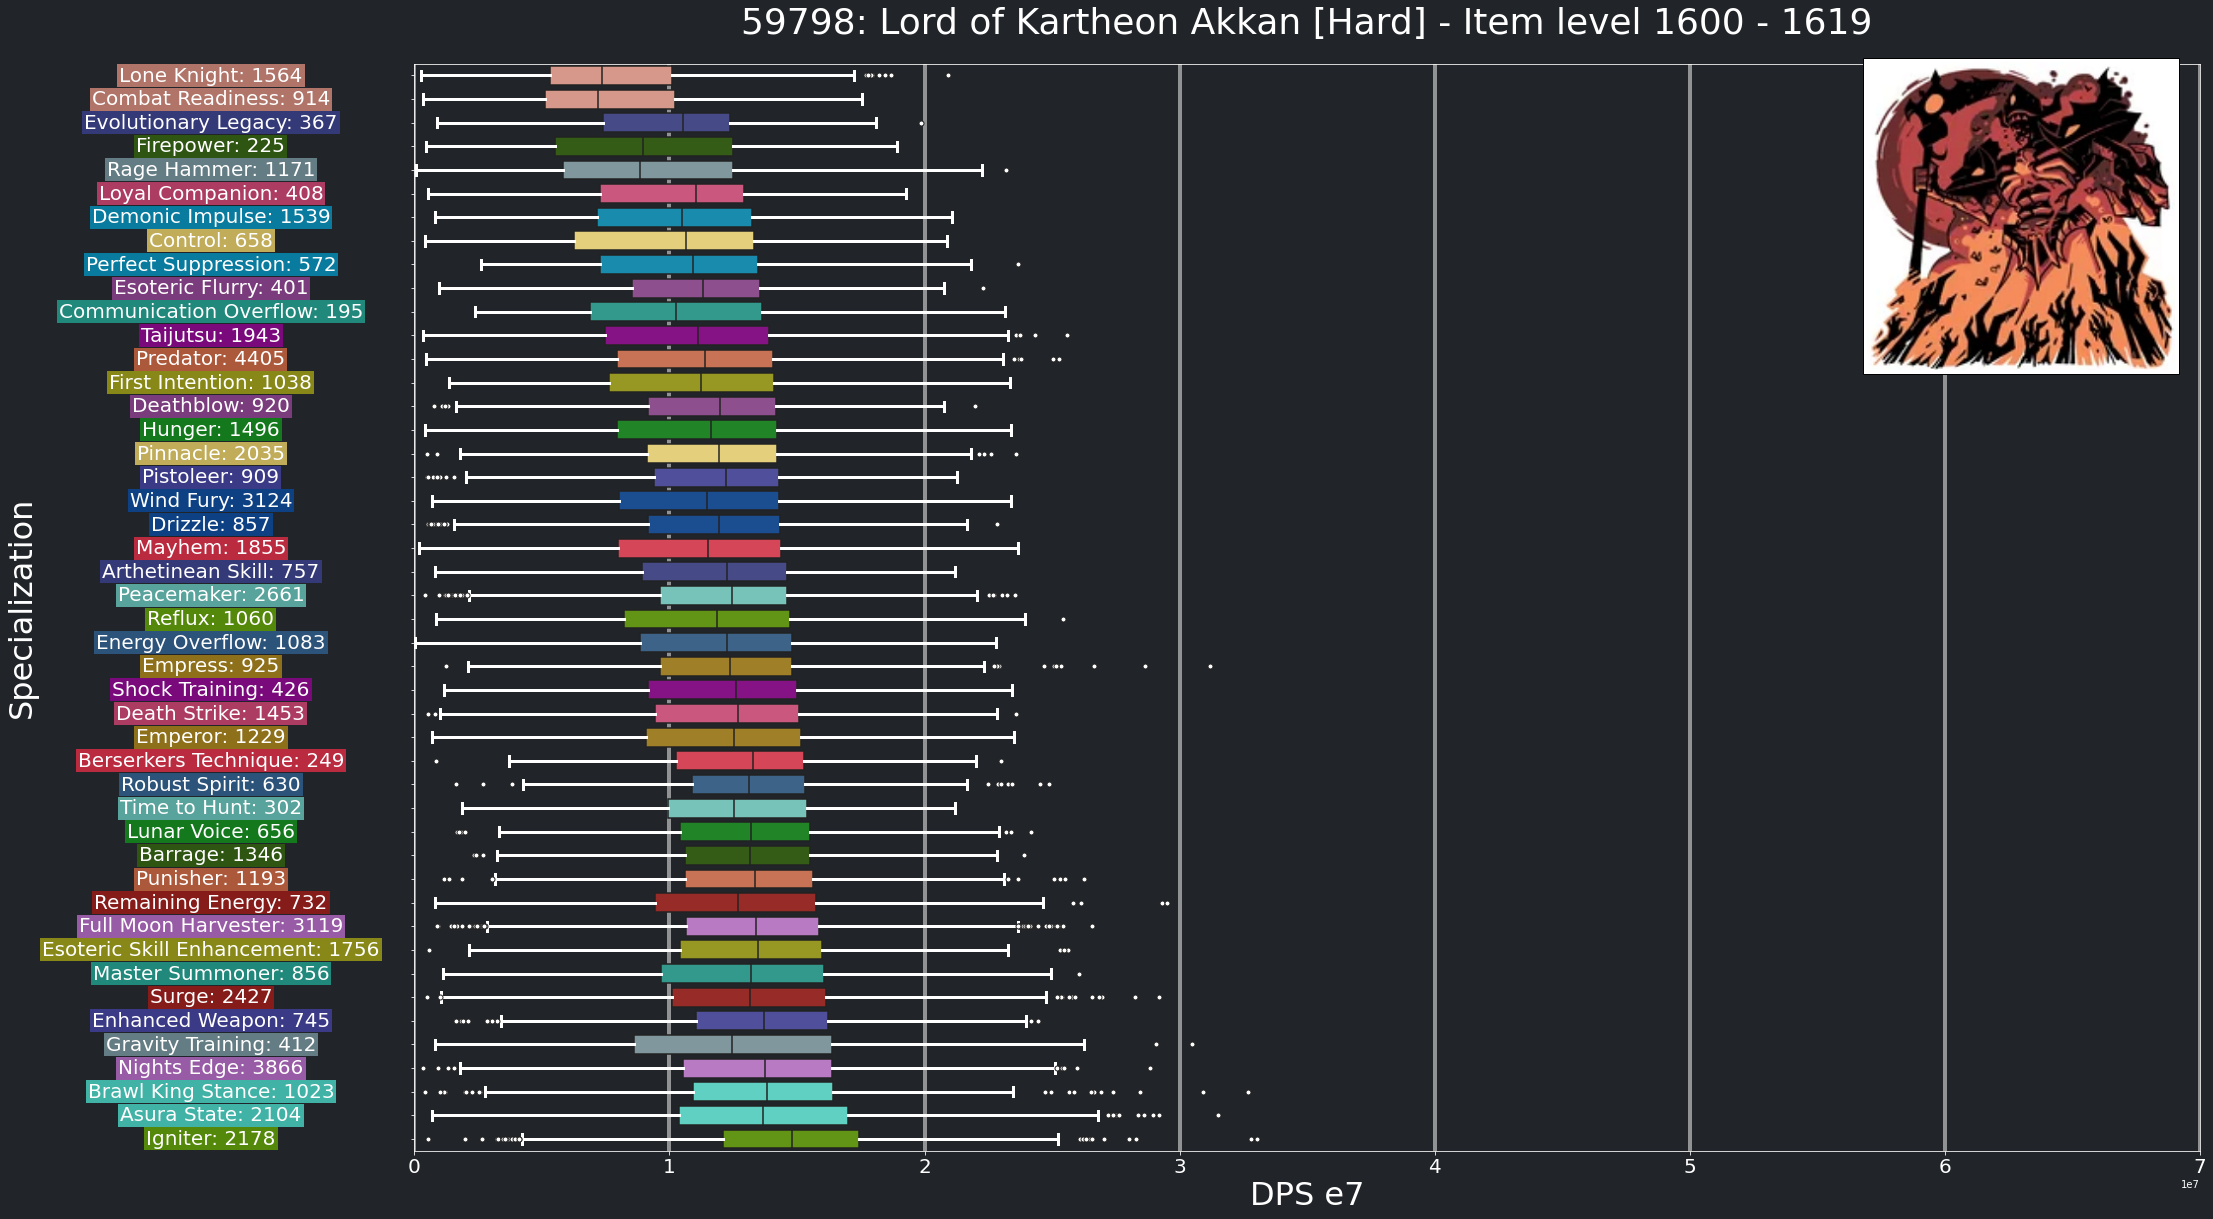 59798: Lord of Kartheon Akkan [Hard] - Item level 1600 - 1619
Specialization
Lone Knight: 1564
Combat Readiness: 914
Evolutionary Legacy: 367
Firepower: 225
Rage Hammer: 1171
Loyal Companion: 408
Demonic Impulse: 1539
Control: 658
Perfect Suppression: 572
Esoteric Flurry: 401
Communication Overflow: 195
Taijutsu: 1943
Predator: 4405
First Intention: 1038
Deathblow: 920
Hunger: 1496
Pinnacle: 2035
Pistoleer: 909
Wind Fury: 3124
Drizzle: 857
Mayhem: 1855
Arthetinean Skill: 757
Peacemaker: 2661
Reflux: 1060
Energy Overflow: 1083
Empress: 925
Shock Training: 426
Death Strike: 1453
Emperor: 1229
Berserkers Technique: 249
Robust Spirit: 630
Time to Hunt: 302
Lunar Voice: 656
Barrage: 1346
Punisher: 1193
Remaining Energy: 732
Full Moon Harvester: 3119
Esoteric Skill Enhancement: 1756
Master Summoner: 856
Surge: 2427
Enhanced Weapon: 745
Gravity Training: 412
Nights Edge: 3866
Brawl King Stance: 1023
Asura State: 2104
Igniter: 2178
0 1 2 3 4 5 6 7
1e7
DPS e7